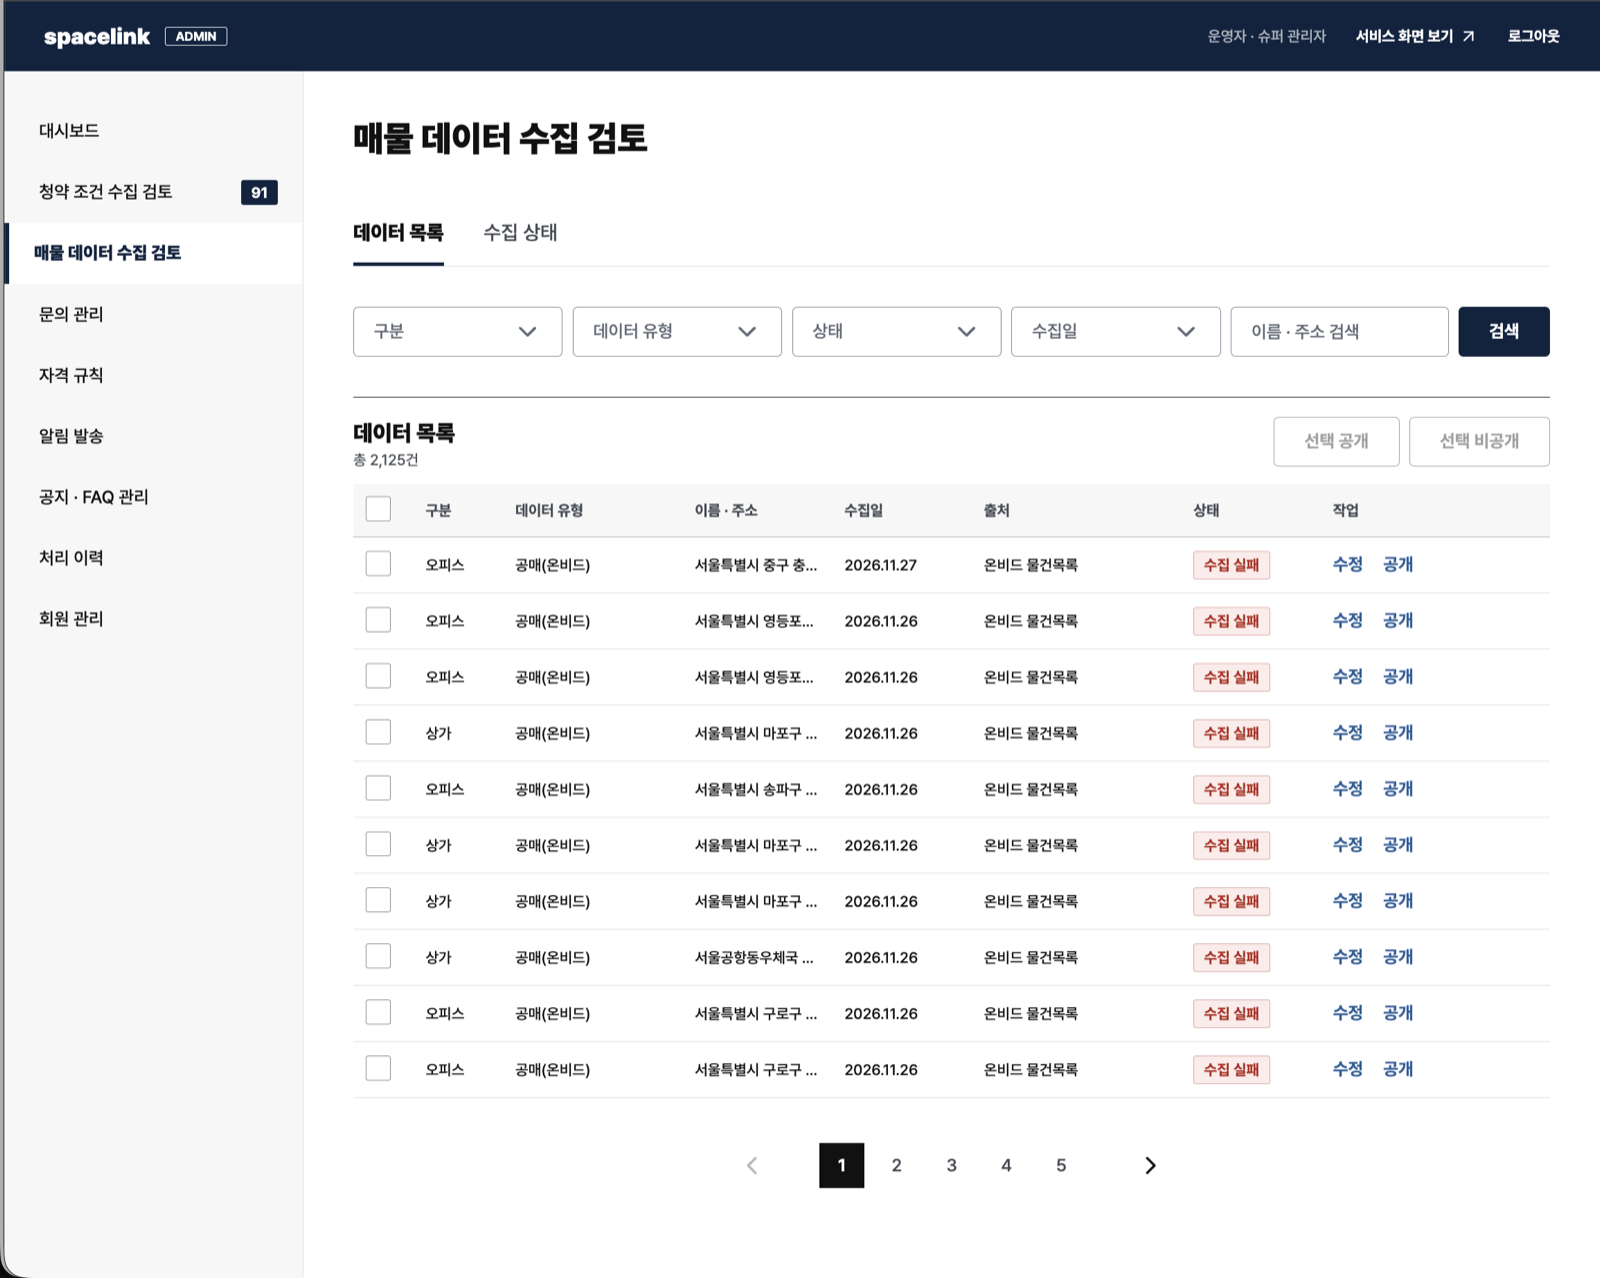 spacelink ADMIN 운영자 · 슈퍼 관리자 서비스 화면 보기 로그아웃
대시보드
청약 조건 수집 검토 91
매물 데이터 수집 검토
문의 관리
자격 규칙
알림 발송
공지 · FAQ 관리
처리 이력
회원 관리
매물 데이터 수집 검토
데이터 목록 수집 상태
구분 데이터 유형 상태 수집일 이름 · 주소 검색 검색
데이터 목록
총 2,125건
선택 공개 선택 비공개
구분 데이터 유형 이름 · 주소 수집일 출처 상태 작업
오피스 공매(온비드) 서울특별시 중구 충... 2026.11.27 온비드 물건목록 수집 실패 수정 공개
오피스 공매(온비드) 서울특별시 영등포... 2026.11.26 온비드 물건목록 수집 실패 수정 공개
오피스 공매(온비드) 서울특별시 영등포... 2026.11.26 온비드 물건목록 수집 실패 수정 공개
상가 공매(온비드) 서울특별시 마포구 ... 2026.11.26 온비드 물건목록 수집 실패 수정 공개
오피스 공매(온비드) 서울특별시 송파구 ... 2026.11.26 온비드 물건목록 수집 실패 수정 공개
상가 공매(온비드) 서울특별시 마포구 ... 2026.11.26 온비드 물건목록 수집 실패 수정 공개
상가 공매(온비드) 서울특별시 마포구 ... 2026.11.26 온비드 물건목록 수집 실패 수정 공개
상가 공매(온비드) 서울공항동우체국 ... 2026.11.26 온비드 물건목록 수집 실패 수정 공개
오피스 공매(온비드) 서울특별시 구로구 ... 2026.11.26 온비드 물건목록 수집 실패 수정 공개
오피스 공매(온비드) 서울특별시 구로구 ... 2026.11.26 온비드 물건목록 수집 실패 수정 공개
1 2 3 4 5